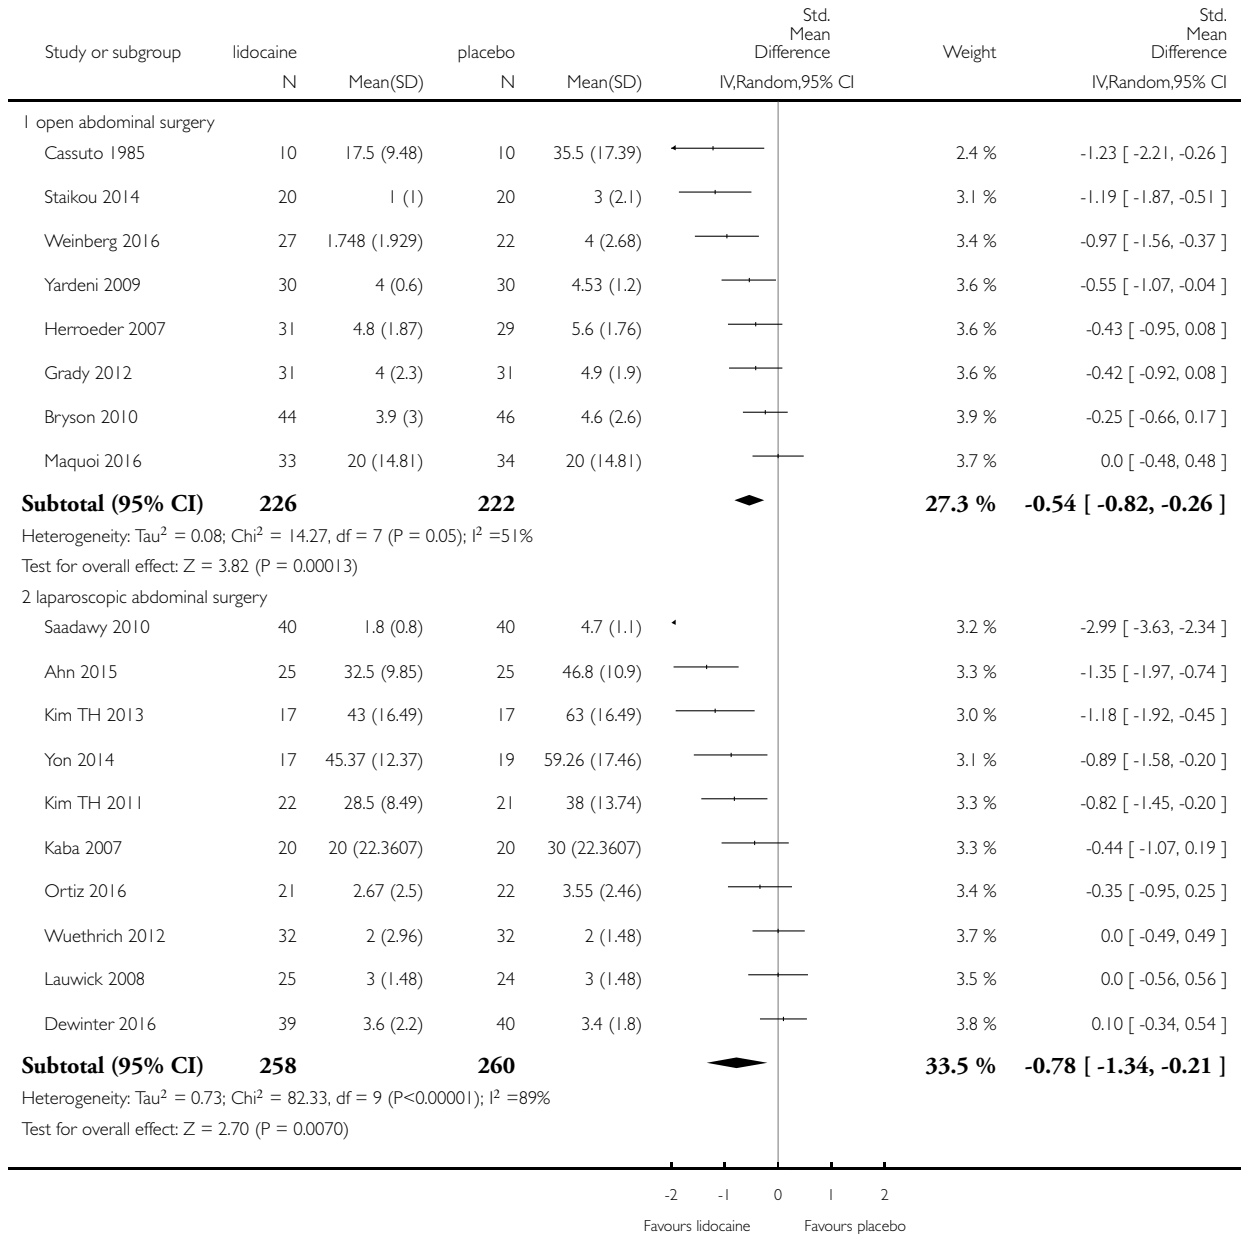 Std. Mean Difference Std. Mean Difference
Study or subgroup lidocaine placebo Weight
N Mean(SD) N Mean(SD) IV,Random,95% CI IV,Random,95% CI
1 open abdominal surgery
Cassuto 1985 10 17.5 (9.48) 10 35.5 (17.39) 2.4 % -1.23 [ -2.21, -0.26 ]
Staikou 2014 20 1 (1) 20 3 (2.1) 3.1 % -1.19 [ -1.87, -0.51 ]
Weinberg 2016 27 1.748 (1.929) 22 4 (2.68) 3.4 % -0.97 [ -1.56, -0.37 ]
Yardeni 2009 30 4 (0.6) 30 4.53 (1.2) 3.6 % -0.55 [ -1.07, -0.04 ]
Herroeder 2007 31 4.8 (1.87) 29 5.6 (1.76) 3.6 % -0.43 [ -0.95, 0.08 ]
Grady 2012 31 4 (2.3) 31 4.9 (1.9) 3.6 % -0.42 [ -0.92, 0.08 ]
Bryson 2010 44 3.9 (3) 46 4.6 (2.6) 3.9 % -0.25 [ -0.66, 0.17 ]
Maquoi 2016 33 20 (14.81) 34 20 (14.81) 3.7 % 0.0 [ -0.48, 0.48 ]
Subtotal (95% CI) 226 222 27.3 % -0.54 [ -0.82, -0.26 ]
Heterogeneity: Tau² = 0.08; Chi² = 14.27, df = 7 (P = 0.05); I² =51%
Test for overall effect: Z = 3.82 (P = 0.00013)
2 laparoscopic abdominal surgery
Saadawy 2010 40 1.8 (0.8) 40 4.7 (1.1) 3.2 % -2.99 [ -3.63, -2.34 ]
Ahn 2015 25 32.5 (9.85) 25 46.8 (10.9) 3.3 % -1.35 [ -1.97, -0.74 ]
Kim TH 2013 17 43 (16.49) 17 63 (16.49) 3.0 % -1.18 [ -1.92, -0.45 ]
Yon 2014 17 45.37 (12.37) 19 59.26 (17.46) 3.1 % -0.89 [ -1.58, -0.20 ]
Kim TH 2011 22 28.5 (8.49) 21 38 (13.74) 3.3 % -0.82 [ -1.45, -0.20 ]
Kaba 2007 20 20 (22.3607) 20 30 (22.3607) 3.3 % -0.44 [ -1.07, 0.19 ]
Ortiz 2016 21 2.67 (2.5) 22 3.55 (2.46) 3.4 % -0.35 [ -0.95, 0.25 ]
Wuethrich 2012 32 2 (2.96) 32 2 (1.48) 3.7 % 0.0 [ -0.49, 0.49 ]
Lauwick 2008 25 3 (1.48) 24 3 (1.48) 3.5 % 0.0 [ -0.56, 0.56 ]
Dewinter 2016 39 3.6 (2.2) 40 3.4 (1.8) 3.8 % 0.10 [ -0.34, 0.54 ]
Subtotal (95% CI) 258 260 33.5 % -0.78 [ -1.34, -0.21 ]
Heterogeneity: Tau² = 0.73; Chi² = 82.33, df = 9 (P<0.00001); I² =89%
Test for overall effect: Z = 2.70 (P = 0.0070)
-2 -1 0 1 2
Favours lidocaine Favours placebo